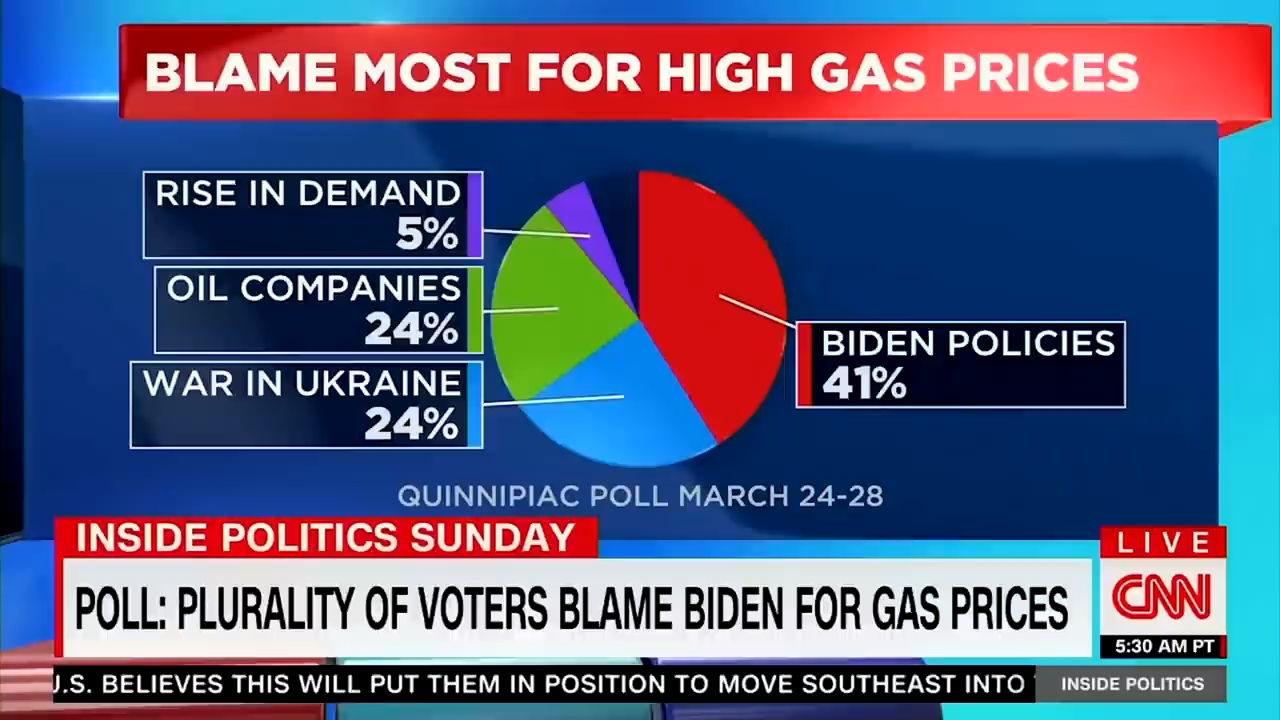 BLAME MOST FOR HIGH GAS PRICES
RISE IN DEMAND
5%
OIL COMPANIES
24%
WAR IN UKRAINE
24%
BIDEN POLICIES
41%
QUINNIPIAC POLL MARCH 24-28
INSIDE POLITICS SUNDAY
POLL: PLURALITY OF VOTERS BLAME BIDEN FOR GAS PRICES
LIVE
CNN
5:30 AM PT
U.S. BELIEVES THIS WILL PUT THEM IN POSITION TO MOVE SOUTHEAST INTO
INSIDE POLITICS